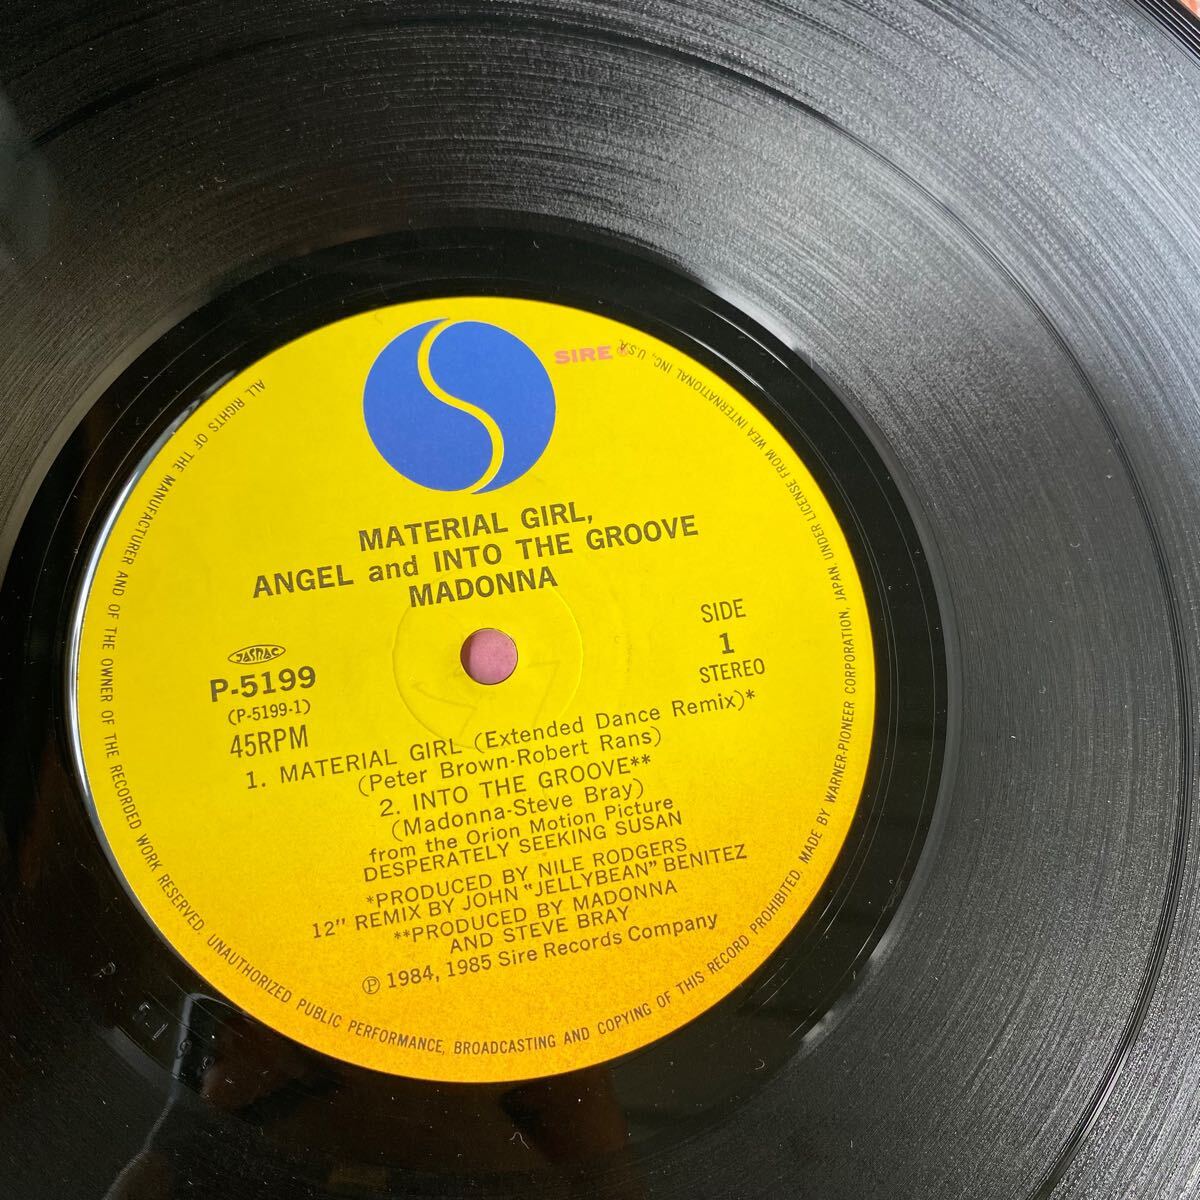 SIRE
MATERIAL GIRL,
ANGEL and INTO THE GROOVE
MADONNA
JASRAC
P-5199
(P-5199-1)
45RPM
SIDE
1
STEREO
1. MATERIAL GIRL (Extended Dance Remix)*
(Peter Brown-Robert Rans)
2. INTO THE GROOVE**
(Madonna-Steve Bray)
from the Orion Motion Picture
DESPERATELY SEEKING SUSAN
*PRODUCED BY NILE RODGERS
12" REMIX BY JOHN "JELLYBEAN" BENITEZ
**PRODUCED BY MADONNA
AND STEVE BRAY
℗ 1984, 1985 Sire Records Company
ALL RIGHTS OF THE MANUFACTURER AND OF THE OWNER OF THE RECORDED WORK RESERVED. UNAUTHORIZED PUBLIC PERFORMANCE, BROADCASTING AND COPYING OF THIS RECORD PROHIBITED. MADE BY WARNER-PIONEER CORPORATION, JAPAN UNDER LICENSE FROM WEA INTERNATIONAL INC., U.S.A.